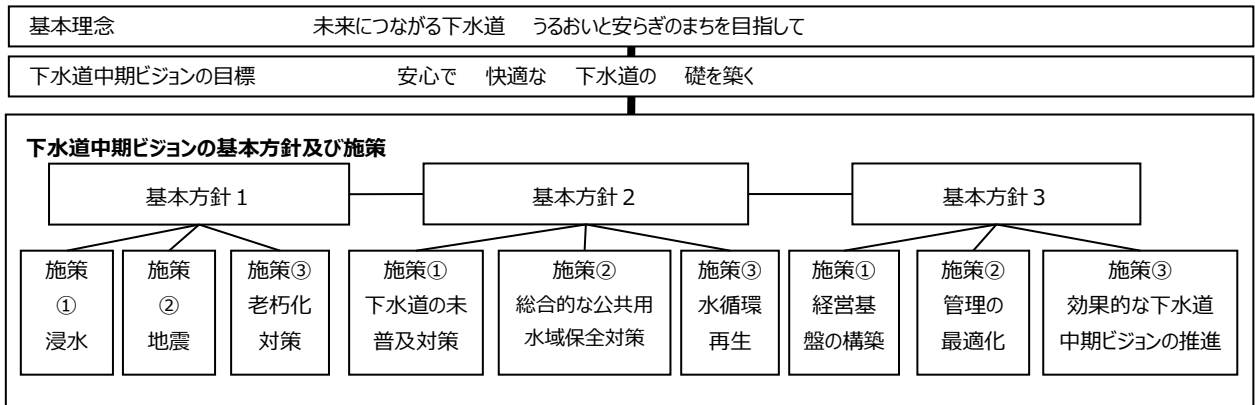 基本理念 未来につながる下水道 うるおいと安らぎのまちを目指して
下水道中期ビジョンの目標 安心で 快適な 下水道の 礎を築く
下水道中期ビジョンの基本方針及び施策
基本方針1
基本方針2
基本方針3
施策
①
浸水
施策
②
地震
施策③
老朽化
対策
施策①
下水道の未
普及対策
施策②
総合的な公共用
水域保全対策
施策③
水循環
再生
施策①
経営基
盤の構築
施策②
管理の
最適化
施策③
効果的な下水道
中期ビジョンの推進